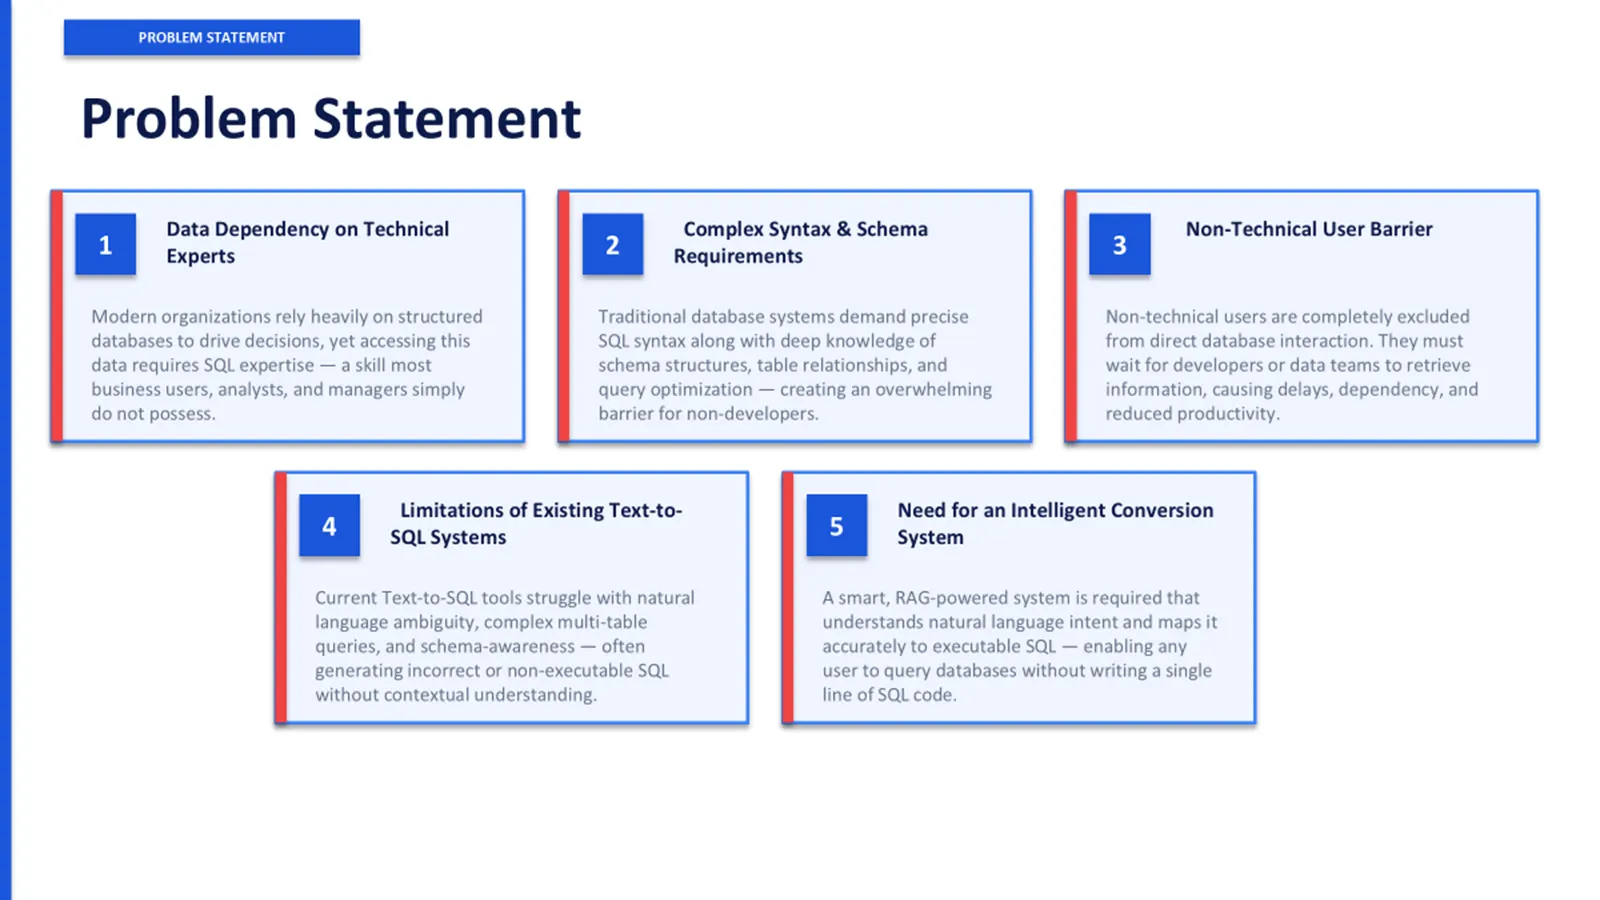 PROBLEM STATEMENT
Problem Statement
1
Data Dependency on Technical
Experts
Modern organizations rely heavily on structured
databases to drive decisions, yet accessing this
data requires SQL expertise — a skill most
business users, analysts, and managers simply
do not possess.
2
Complex Syntax & Schema
Requirements
Traditional database systems demand precise
SQL syntax along with deep knowledge of
schema structures, table relationships, and
query optimization — creating an overwhelming
barrier for non-developers.
3
Non-Technical User Barrier
Non-technical users are completely excluded
from direct database interaction. They must
wait for developers or data teams to retrieve
information, causing delays, dependency, and
reduced productivity.
4
Limitations of Existing Text-to-
SQL Systems
Current Text-to-SQL tools struggle with natural
language ambiguity, complex multi-table
queries, and schema-awareness — often
generating incorrect or non-executable SQL
without contextual understanding.
5
Need for an Intelligent Conversion
System
A smart, RAG-powered system is required that
understands natural language intent and maps it
accurately to executable SQL — enabling any
user to query databases without writing a single
line of SQL code.